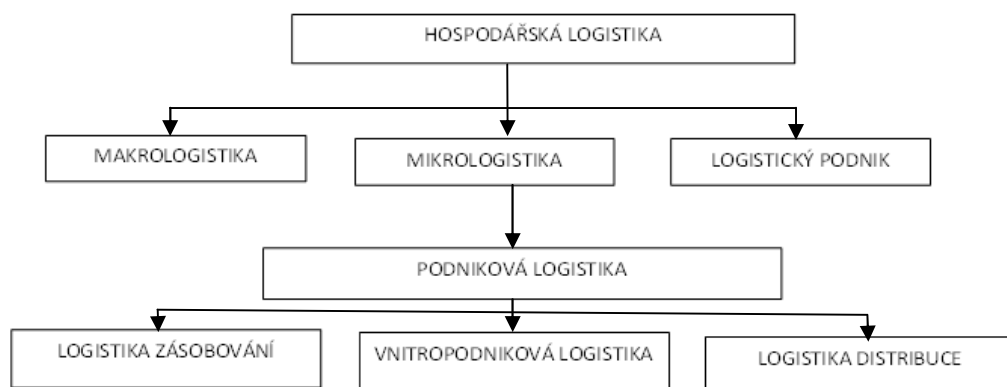 HOSPODÁŘSKÁ LOGISTIKA
MAKROLOGISTIKA
MIKROLOGISTIKA
LOGISTICKÝ PODNIK
PODNIKOVÁ LOGISTIKA
LOGISTIKA ZÁSOBOVÁNÍ
VNITROPODNIKOVÁ LOGISTIKA
LOGISTIKA DISTRIBUCE